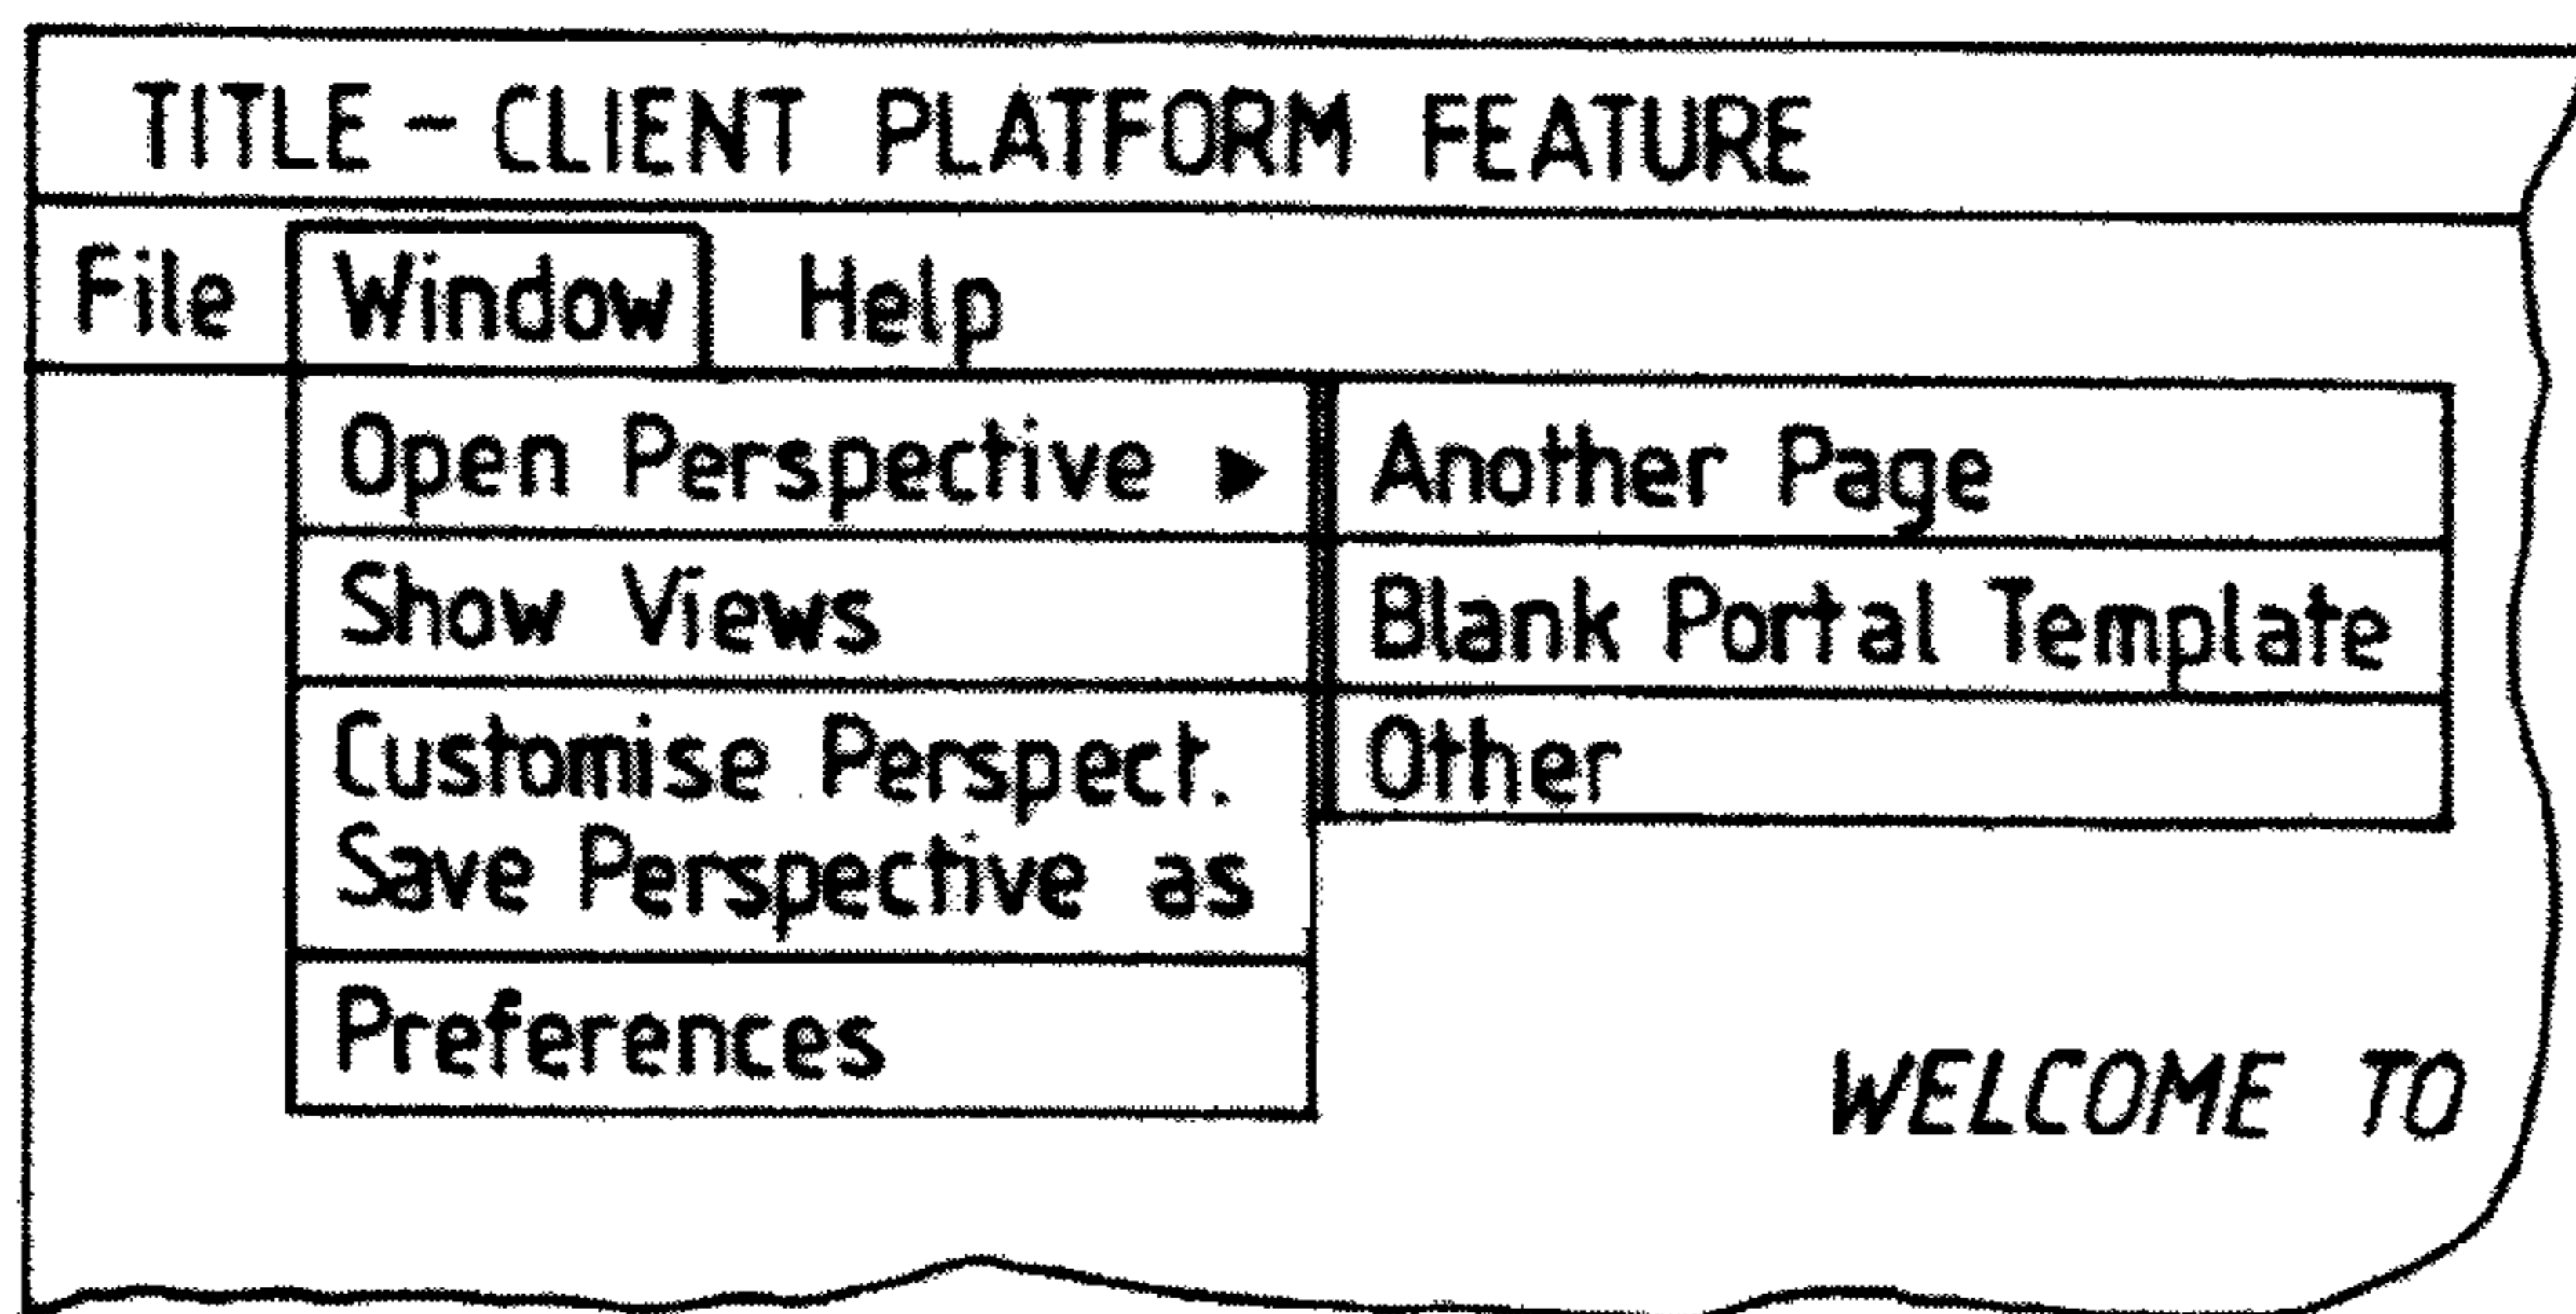 TITLE - CLIENT PLATFORM FEATURE
File Window Help
Open Perspective ▶ Another Page
Show Views Blank Portal Template
Customise Perspect. Other
Save Perspective as
Preferences
WELCOME TO